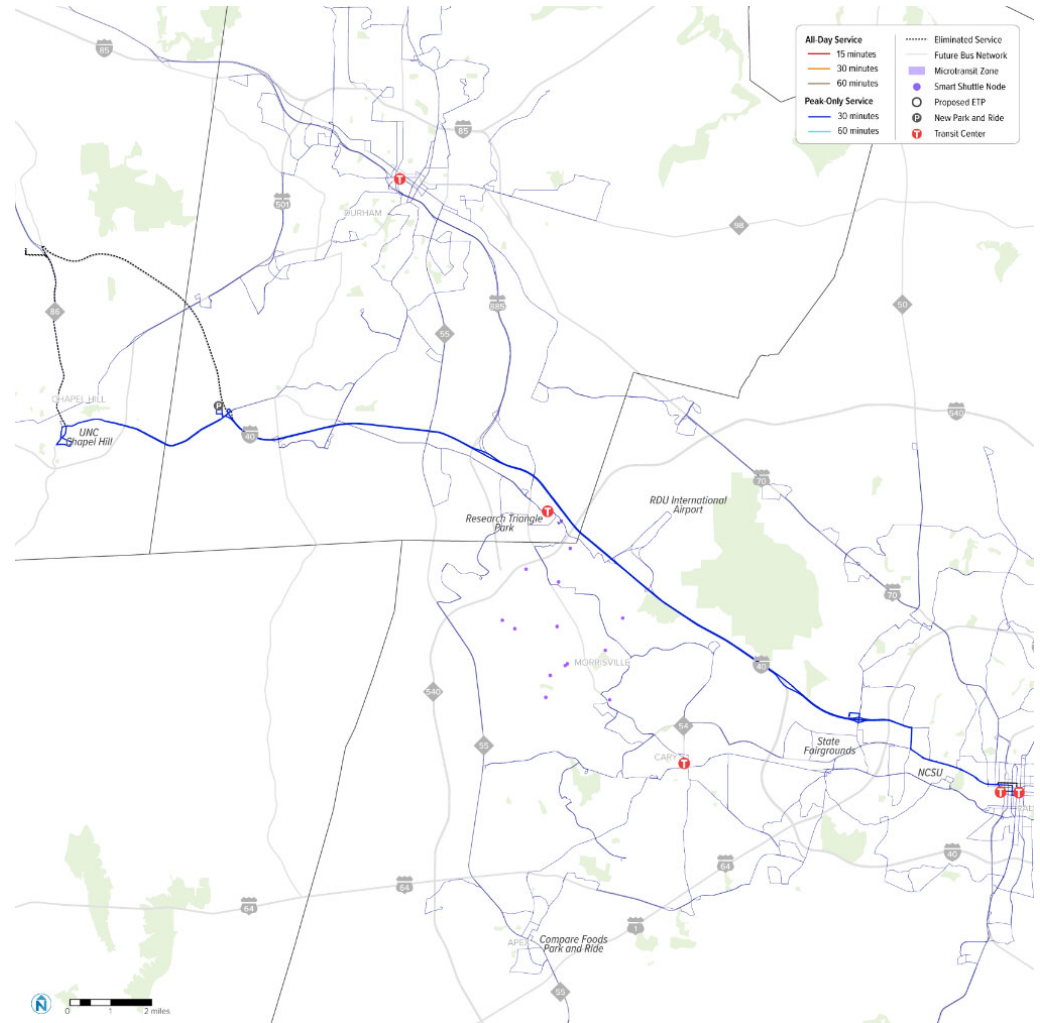 All-Day Service
15 minutes
30 minutes
60 minutes
Peak-Only Service
30 minutes
60 minutes
Eliminated Service
Future Bus Network
Microtransit Zone
Smart Shuttle Node
Proposed ETP
P New Park and Ride
T Transit Center
85
85
T
501
DURHAM
98
86
885
50
55
CHAPEL HILL
P
540
UNC
Chapel Hill
40
70
RDU International
Airport
T
Research Triangle
Park
70
MORRISVILLE
40
540
54
55
State
Fairgrounds
CARY
T
NCSU
T T
40
64
64
64
1
APEX
Compare Foods
Park and Ride
55
N
0 1 2 miles